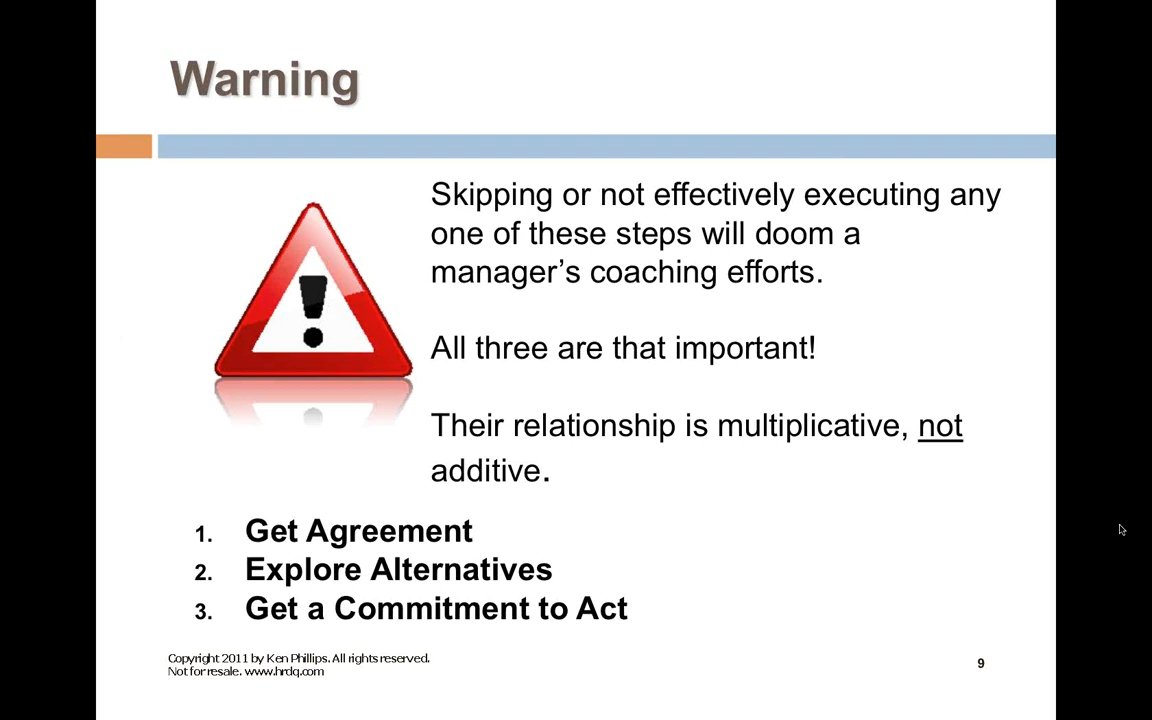 Warning
Skipping or not effectively executing any
one of these steps will doom a
manager’s coaching efforts.
All three are that important!
Their relationship is multiplicative, not
additive.
1. Get Agreement
2. Explore Alternatives
3. Get a Commitment to Act
Copyright 2011 by Ken Phillips. All rights reserved.
Not for resale. www.hrdq.com
9